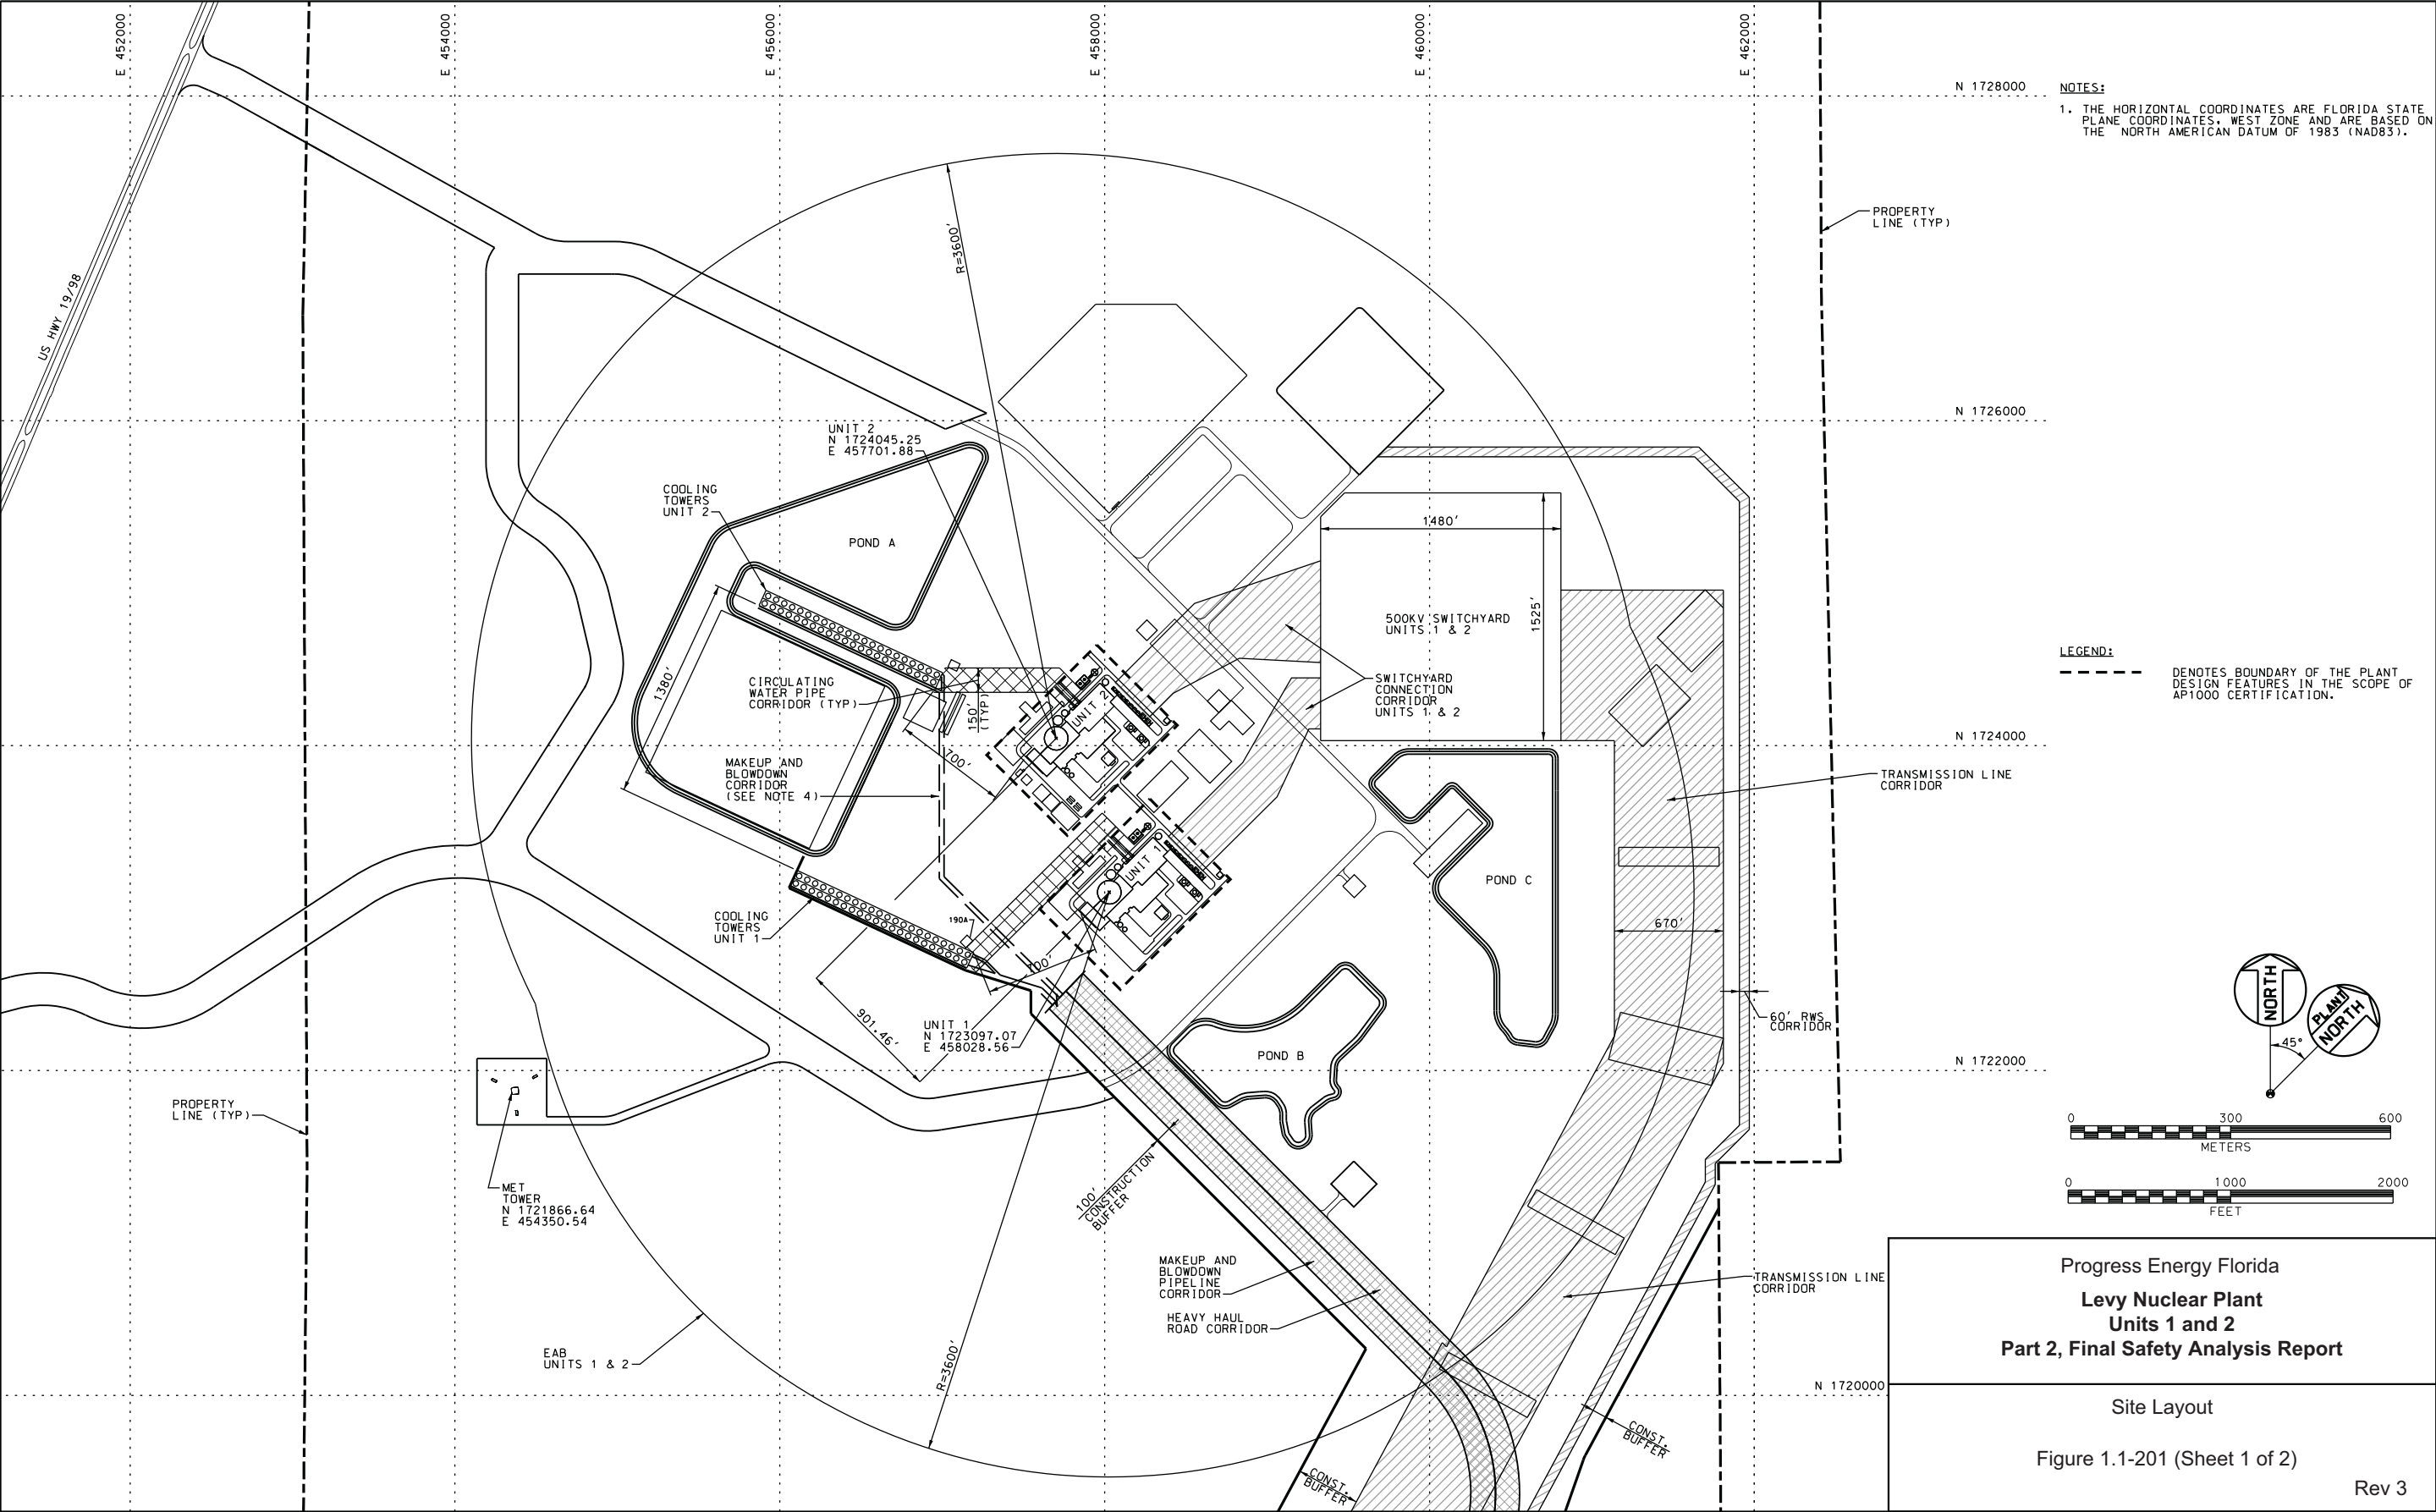 E 452000
E 454000
E 456000
E 458000
E 460000
E 462000
N 1728000
NOTES:
1. THE HORIZONTAL COORDINATES ARE FLORIDA STATE
PLANE COORDINATES, WEST ZONE AND ARE BASED ON
THE NORTH AMERICAN DATUM OF 1983 (NAD83).
PROPERTY
LINE (TYP)
US HWY 19/98
R=3600'
N 1726000
UNIT 2
N 1724045.25
E 457701.88
COOLING
TOWERS
UNIT 2
POND A
1480'
1525'
500KV SWITCHYARD
UNITS 1 & 2
LEGEND:
DENOTES BOUNDARY OF THE PLANT
DESIGN FEATURES IN THE SCOPE OF
AP1000 CERTIFICATION.
1380'
CIRCULATING
WATER PIPE
CORRIDOR (TYP)
150'
(TYP)
UNIT 2
SWITCHYARD
CONNECTION
CORRIDOR
UNITS 1 & 2
700'
N 1724000
MAKEUP AND
BLOWDOWN
CORRIDOR
(SEE NOTE 4)
TRANSMISSION LINE
CORRIDOR
UNIT 1
POND C
COOLING
TOWERS
UNIT 1
190A
670'
700'
901.46'
UNIT 1
N 1723097.07
E 458028.56
60' RWS
CORRIDOR
NORTH
PLANT
NORTH
45°
POND B
N 1722000
PROPERTY
LINE (TYP)
0 300 600
METERS
MET
TOWER
N 1721866.64
E 454350.54
100'
CONSTRUCTION
BUFFER
0 1000 2000
FEET
MAKEUP AND
BLOWDOWN
PIPELINE
CORRIDOR
HEAVY HAUL
ROAD CORRIDOR
TRANSMISSION LINE
CORRIDOR
EAB
UNITS 1 & 2
R=3600'
N 1720000
CONST.
BUFFER
CONST.
BUFFER
Progress Energy Florida
Levy Nuclear Plant
Units 1 and 2
Part 2, Final Safety Analysis Report
Site Layout
Figure 1.1-201 (Sheet 1 of 2)
Rev 3